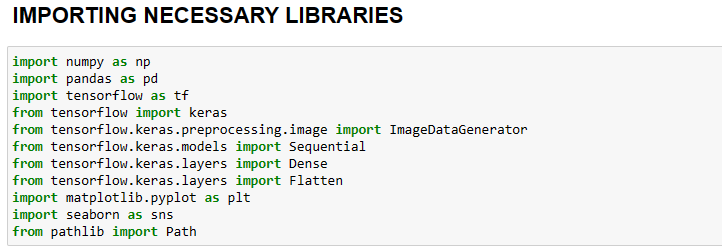 IMPORTING NECESSARY LIBRARIES
import numpy as np
import pandas as pd
import tensorflow as tf
from tensorflow import keras
from tensorflow.keras.preprocessing.image import ImageDataGenerator
from tensorflow.keras.models import Sequential
from tensorflow.keras.layers import Dense
from tensorflow.keras.layers import Flatten
import matplotlib.pyplot as plt
import seaborn as sns
from pathlib import Path